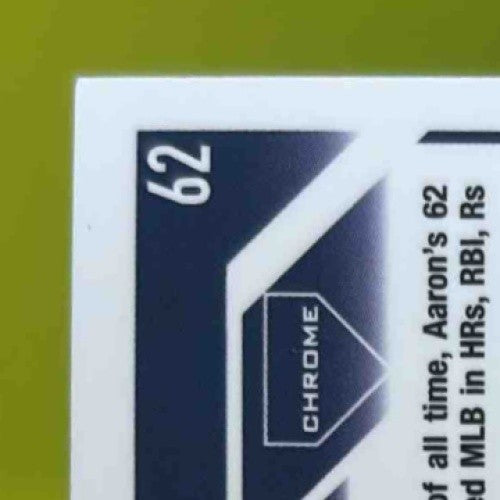 62
CHROME
of all time, Aaron's 62
MLB in HRs, RBI, Rs